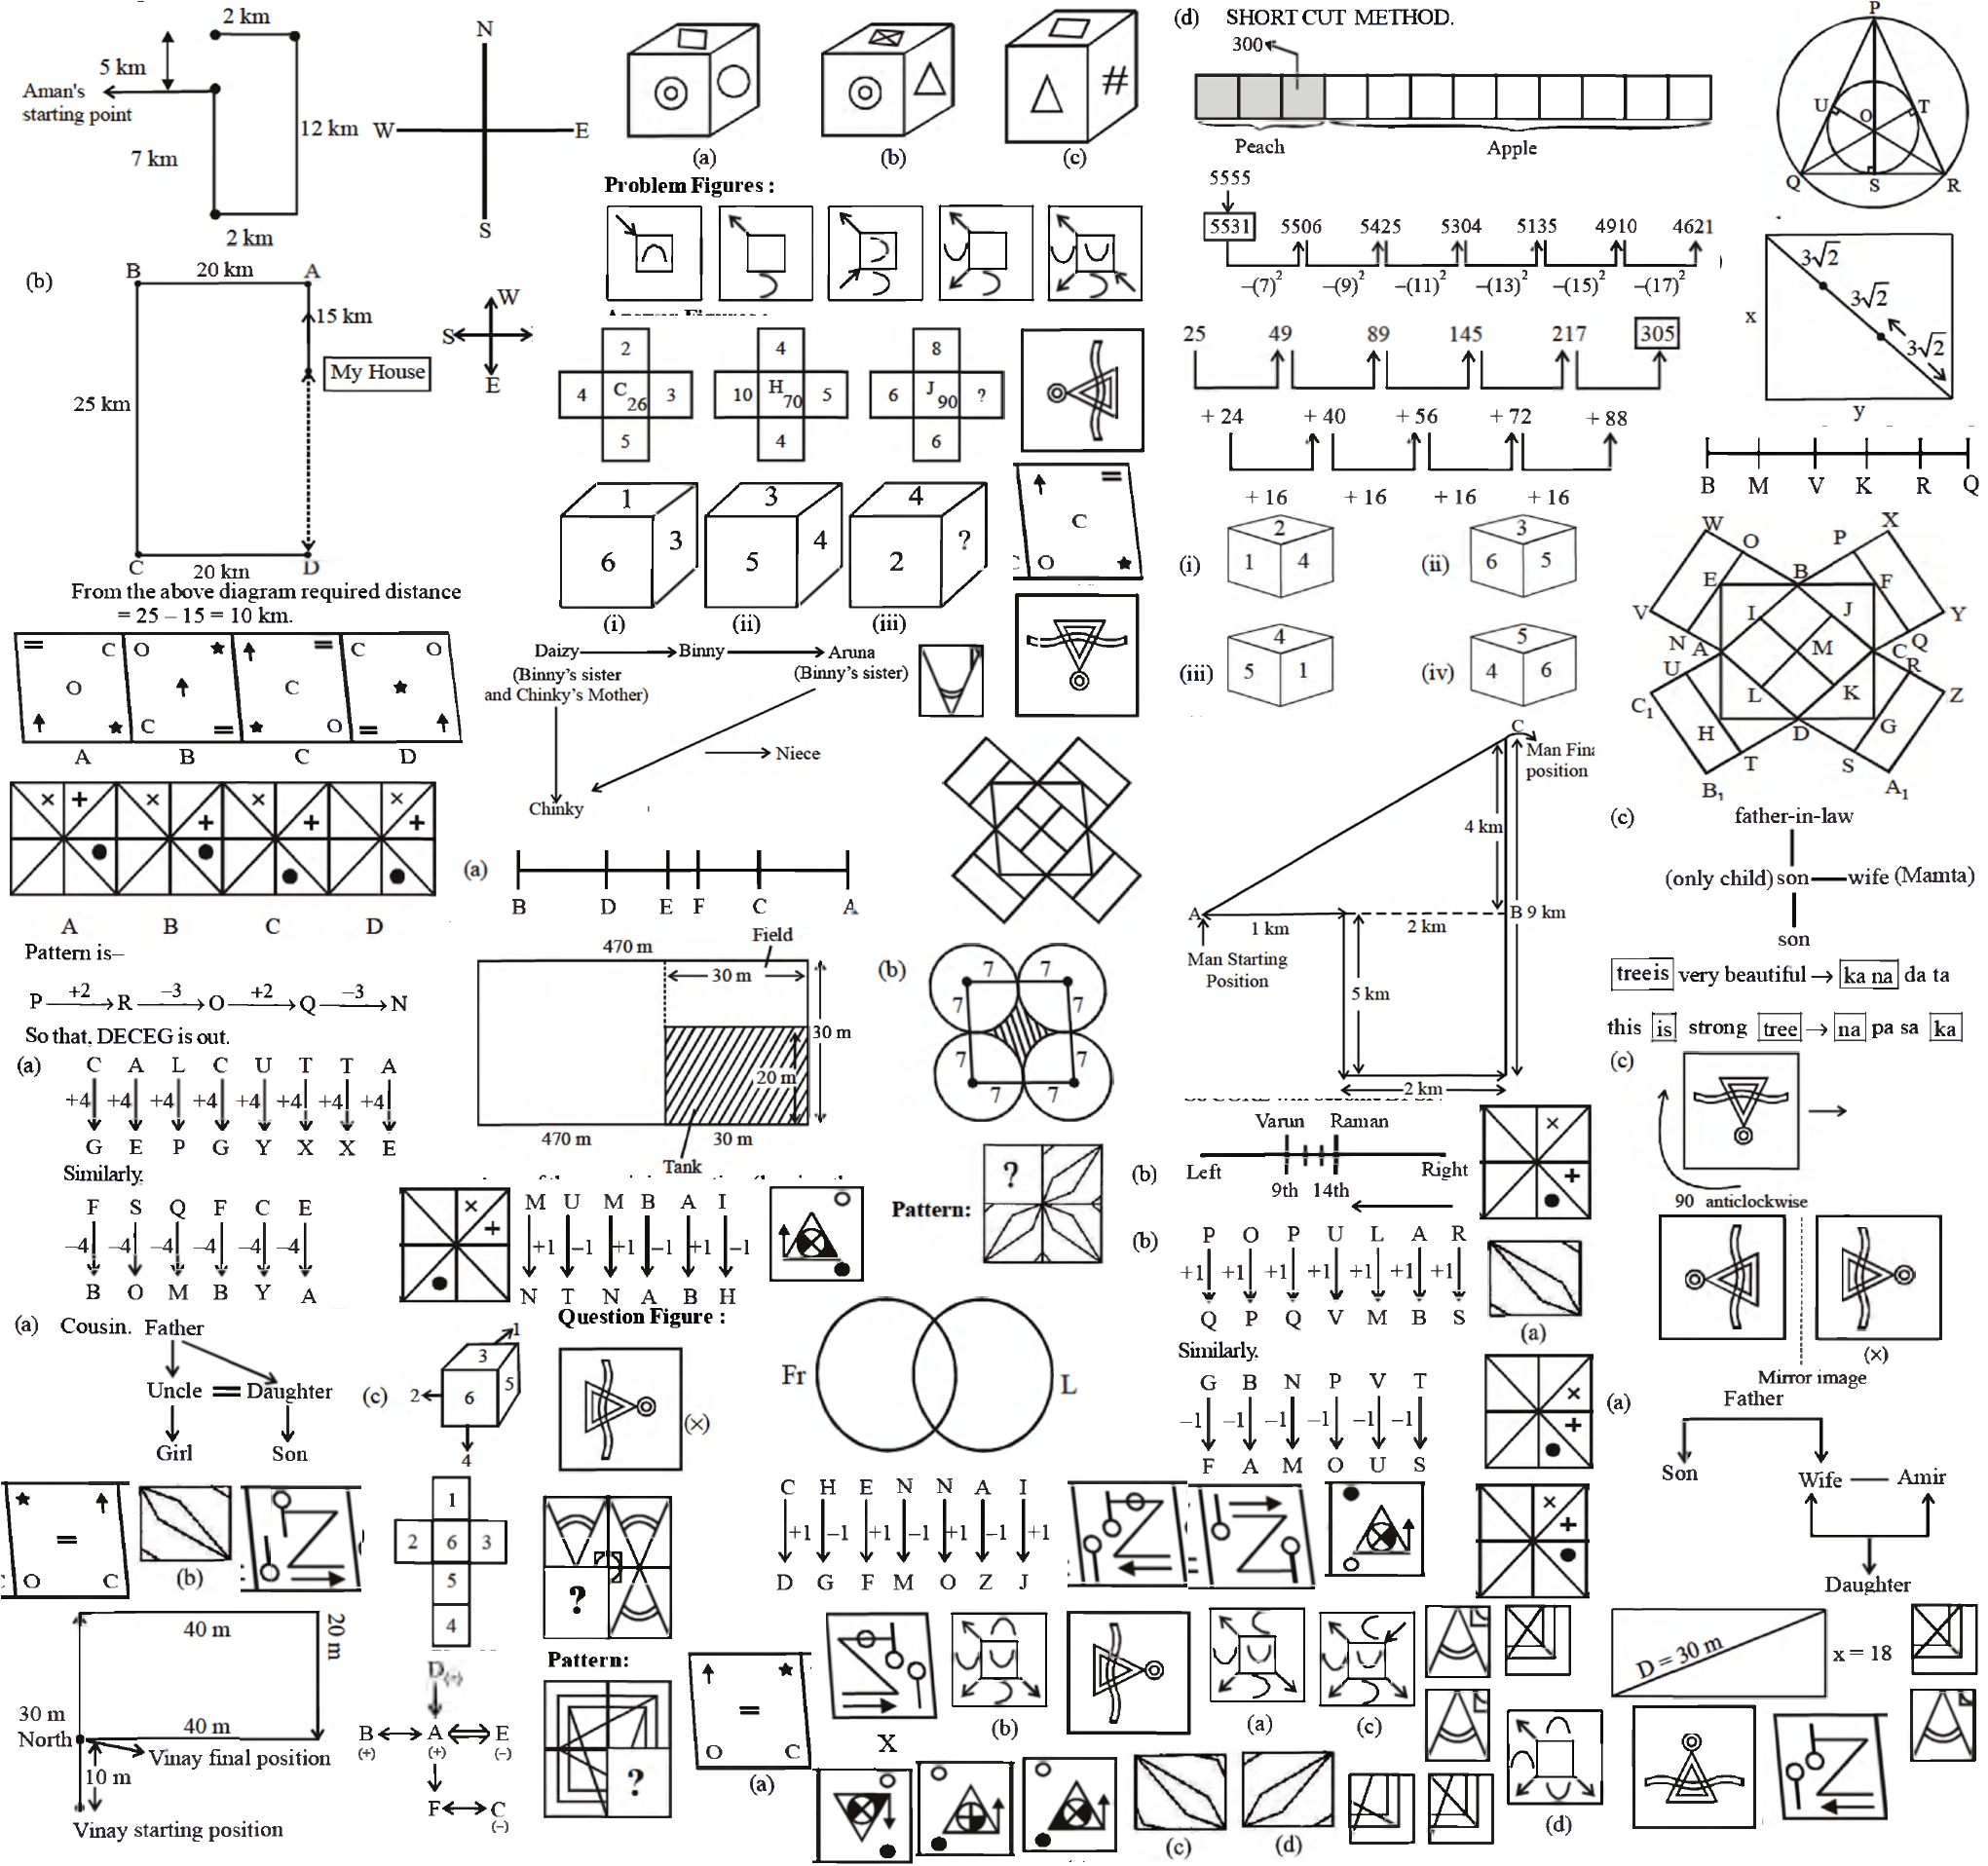 2 km
5 km
Aman's
starting point
7 km
12 km
2 km
N
W
E
S
(a)
(b)
(c)
Problem Figures :
(d) SHORT CUT METHOD.
300
Peach
Apple
5555
5531 5506 5425 5304 5135 4910 4621
–(7)² –(9)² –(11)² –(13)² –(15)² –(17)²
25 49 89 145 217 305
+ 24 + 40 + 56 + 72 + 88
+ 16 + 16 + 16 + 16
P
U
O
T
Q
S
R
3√2
3√2
3√2
x
y
B M V K R Q
(b)
B
20 km
A
15 km
My House
25 km
C
20 km
D
W
S
E
From the above diagram required distance
= 25 – 15 = 10 km.
2
4 C 26 3
5
4
10 H 70 5
4
8
6 J 90 ?
6
1
6
3
(i)
3
5
4
(ii)
4
2
?
(iii)
= C
O
C
O
(i)
2
1 4
(ii)
3
6 5
(iii)
4
5 1
(iv)
5
4 6
W O P X
E B F
V I J Y
N A M C Q
U R
C₁ L K Z
H D G
T S
B₁ A₁
= C O = C O
O C
C = O =
A B C D
× + × + × + × +
A B C D
Daizy Binny Aruna
(Binny's sister
and Chinky's Mother)
(Binny's sister)
Niece
Chinky
(a)
B D E F C A
Pattern is–
P +2 R –3 O +2 Q –3 N
So that, DECEG is out.
(a) C A L C U T T A
+4 +4 +4 +4 +4 +4 +4 +4
G E P G Y X X E
Similarly,
F S Q F C E
–4 –4 –4 –4 –4 –4
B O M B Y A
470 m
Field
30 m
30 m
20 m
470 m
30 m
Tank
(b)
7 7
7 7
7 7
7 7
C
Man
position
4 km
A
1 km
2 km
B 9 km
Man Starting
Position
5 km
2 km
(c) father-in-law
(only child) son wife (Mamta)
son
tree is very beautiful → ka na da ta
this is strong tree → na pa sa ka
(c)
90 anticlockwise
Mirror image
(×)
M U M B A I
+1 –1 +1 –1 +1 –1
N T N A B H
Question Figure :
(×)
Pattern:
?
(b)
Varun Raman
Left Right
9th 14th
(b) P O P U L A R
+1 +1 +1 +1 +1 +1 +1
Q P Q V M B S
Similarly,
G B N P V T
–1 –1 –1 –1 –1 –1
F A M O U S
(a)
(a) Cousin. Father
Uncle = Daughter
Girl Son
(c)
3 1
2 6 5
4
1
2 6 3
5
4
Fr L
C H E N N A I
+1 –1 +1 –1 +1 –1 +1
D G F M O Z J
(a)
Father
Son
Wife Amir
Daughter
=
O C
(b)
40 m
20 m
30 m
North
40 m
Vinay final position
10 m
Vinay starting position
D (+)
B A E
(+) (+) (–)
F C
(–)
?
Pattern:
?
=
O C
(a)
X
(b)
(a)
(c)
(c)
(d)
(d)
D = 30 m
x = 18